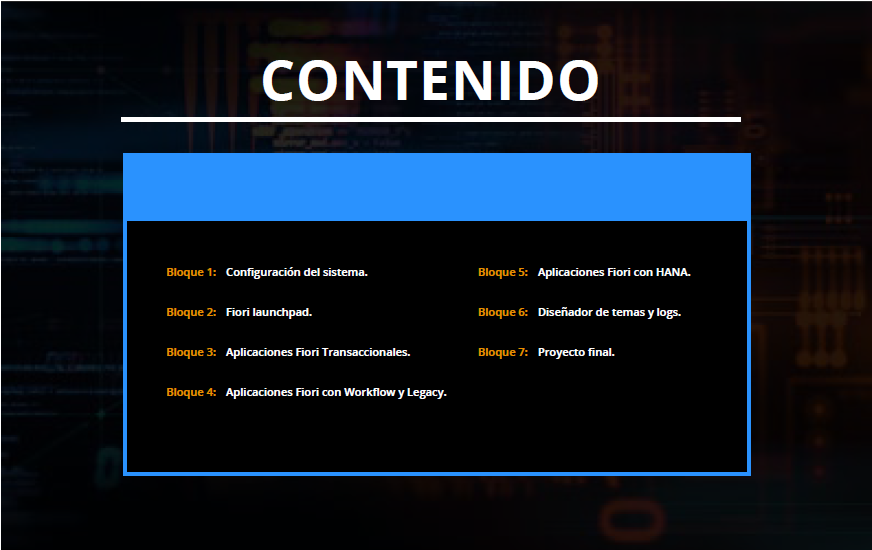 CONTENIDO
Bloque 1: Configuración del sistema.
Bloque 2: Fiori launchpad.
Bloque 3: Aplicaciones Fiori Transaccionales.
Bloque 4: Aplicaciones Fiori con Workflow y Legacy.
Bloque 5: Aplicaciones Fiori con HANA.
Bloque 6: Diseñador de temas y logs.
Bloque 7: Proyecto final.